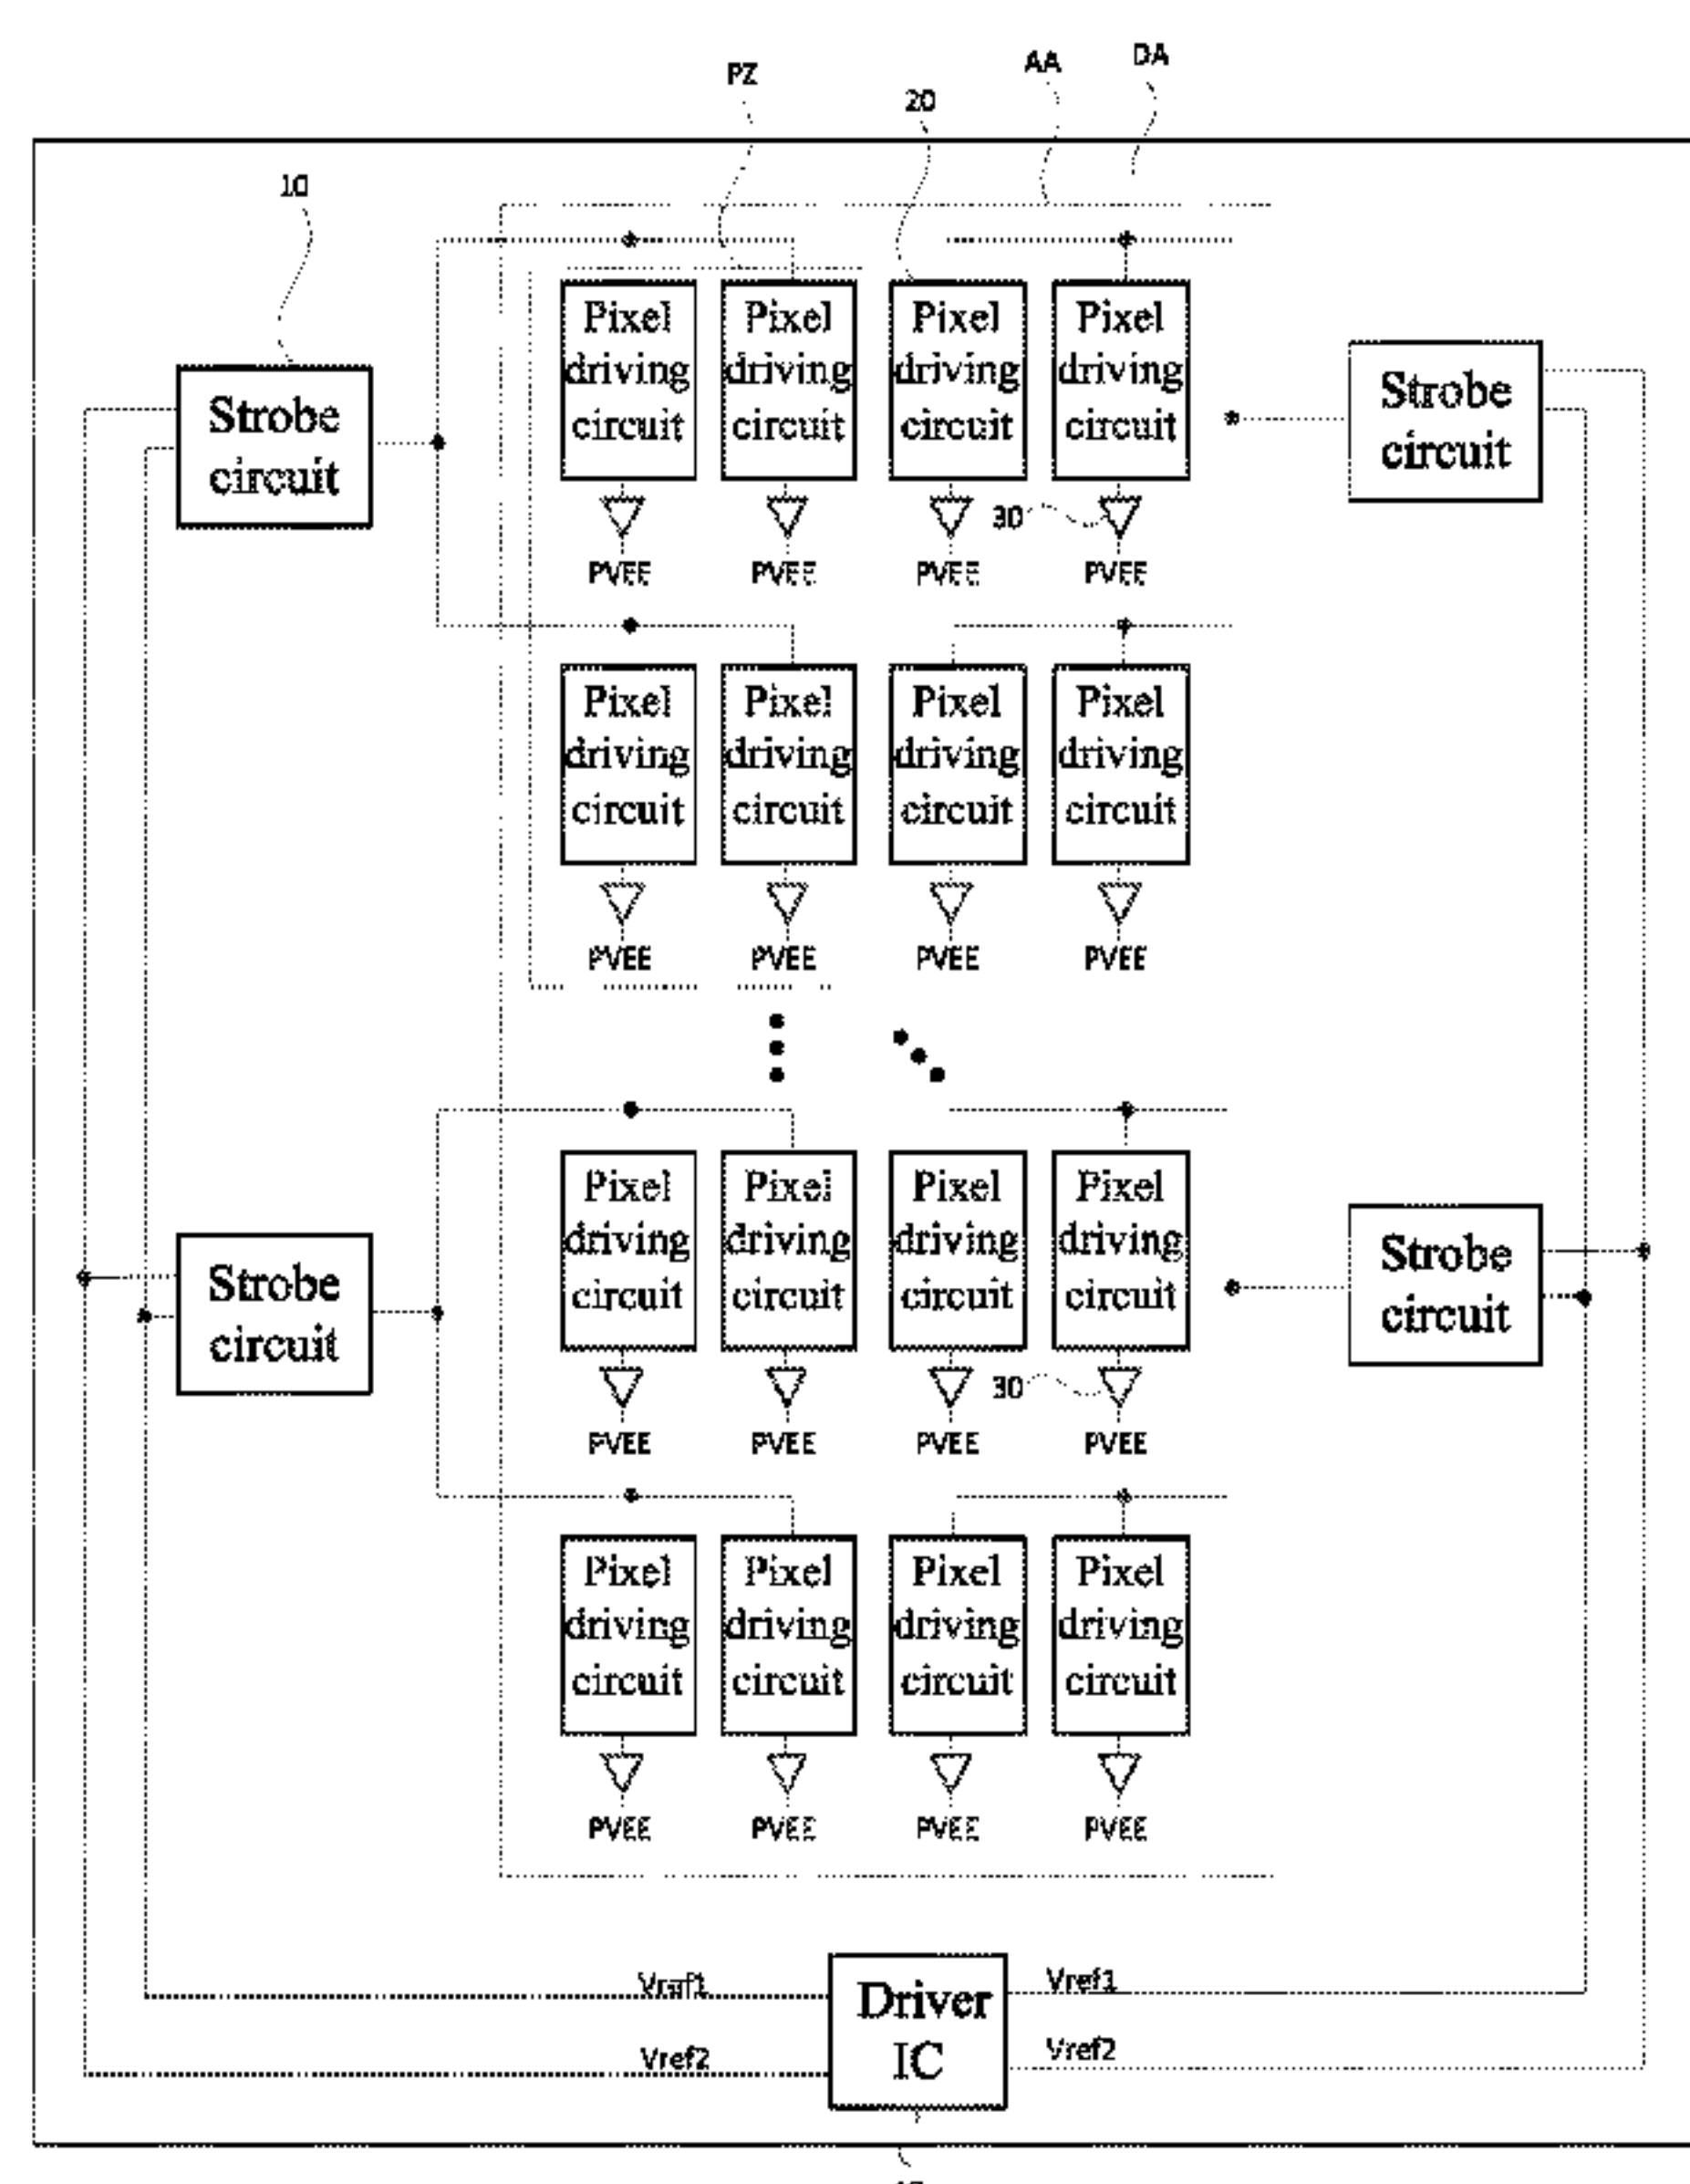 PZ
20
AA
DA
10
Pixel
driving
circuit
Pixel
driving
circuit
Pixel
driving
circuit
Pixel
driving
circuit
Strobe
circuit
Strobe
circuit
30
PVEE
PVEE
PVEE
PVEE
Pixel
driving
circuit
Pixel
driving
circuit
Pixel
driving
circuit
Pixel
driving
circuit
PVEE
PVEE
PVEE
PVEE
Pixel
driving
circuit
Pixel
driving
circuit
Pixel
driving
circuit
Pixel
driving
circuit
Strobe
circuit
Strobe
circuit
30
PVEE
PVEE
PVEE
PVEE
Pixel
driving
circuit
Pixel
driving
circuit
Pixel
driving
circuit
Pixel
driving
circuit
PVEE
PVEE
PVEE
PVEE
Vref1
Vref2
Driver
IC
Vref1
Vref2